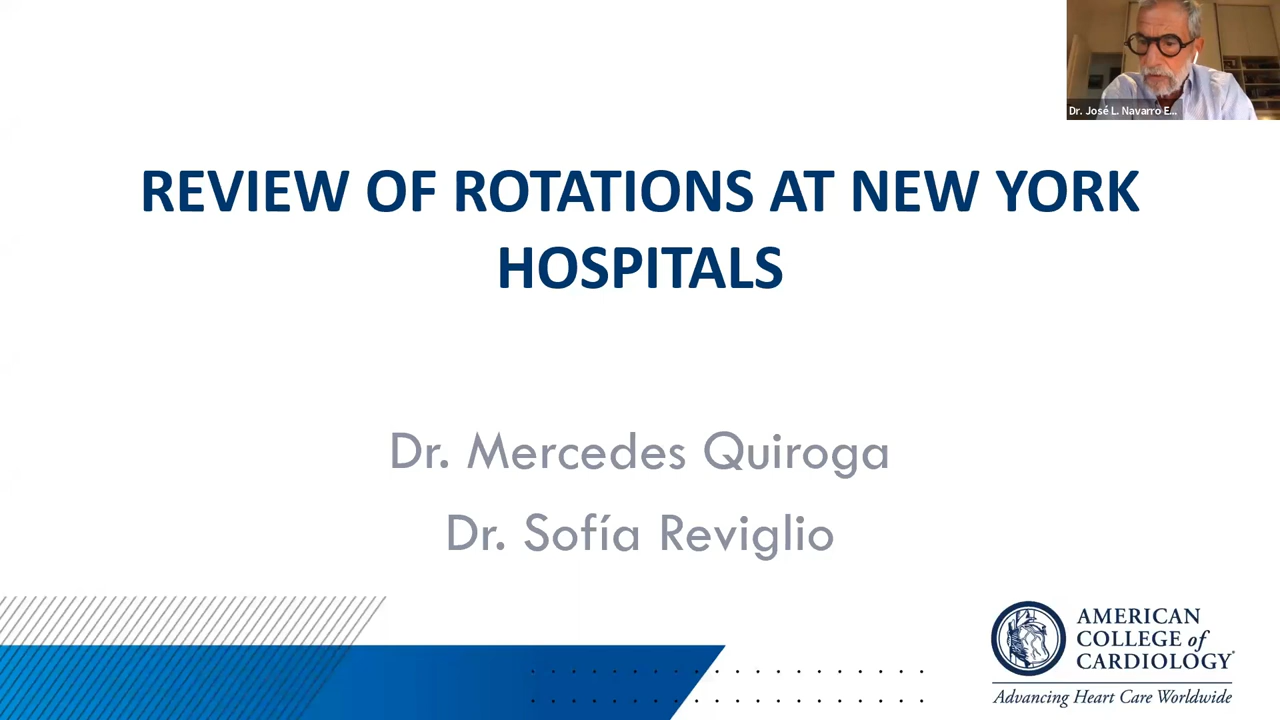 Dr. José L. Navarro E...
REVIEW OF ROTATIONS AT NEW YORK
HOSPITALS
Dr. Mercedes Quiroga
Dr. Sofía Reviglio
AMERICAN
COLLEGE of
CARDIOLOGY®
Advancing Heart Care Worldwide